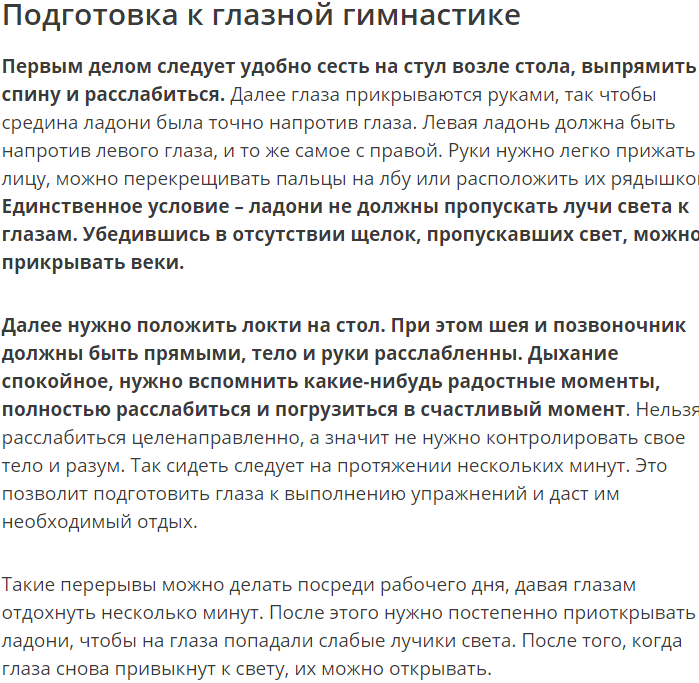 Подготовка к глазной гимнастике
Первым делом следует удобно сесть на стул возле стола, выпрямить
спину и расслабиться. Далее глаза прикрываются руками, так чтобы
средина ладони была точно напротив глаза. Левая ладонь должна быть
напротив левого глаза, и то же самое с правой. Руки нужно легко прижать
лицу, можно перекрещивать пальцы на лбу или расположить их рядышко
Единственное условие – ладони не должны пропускать лучи света к
глазам. Убедившись в отсутствии щелок, пропускавших свет, можно
прикрывать веки.
Далее нужно положить локти на стол. При этом шея и позвоночник
должны быть прямыми, тело и руки расслабленны. Дыхание
спокойное, нужно вспомнить какие-нибудь радостные моменты,
полностью расслабиться и погрузиться в счастливый момент. Нельзя
расслабиться целенаправленно, а значит не нужно контролировать свое
тело и разум. Так сидеть следует на протяжении нескольких минут. Это
позволит подготовить глаза к выполнению упражнений и даст им
необходимый отдых.
Такие перерывы можно делать посреди рабочего дня, давая глазам
отдохнуть несколько минут. После этого нужно постепенно приоткрывать
ладони, чтобы на глаза попадали слабые лучики света. После того, когда
глаза снова привыкнут к свету, их можно открывать.